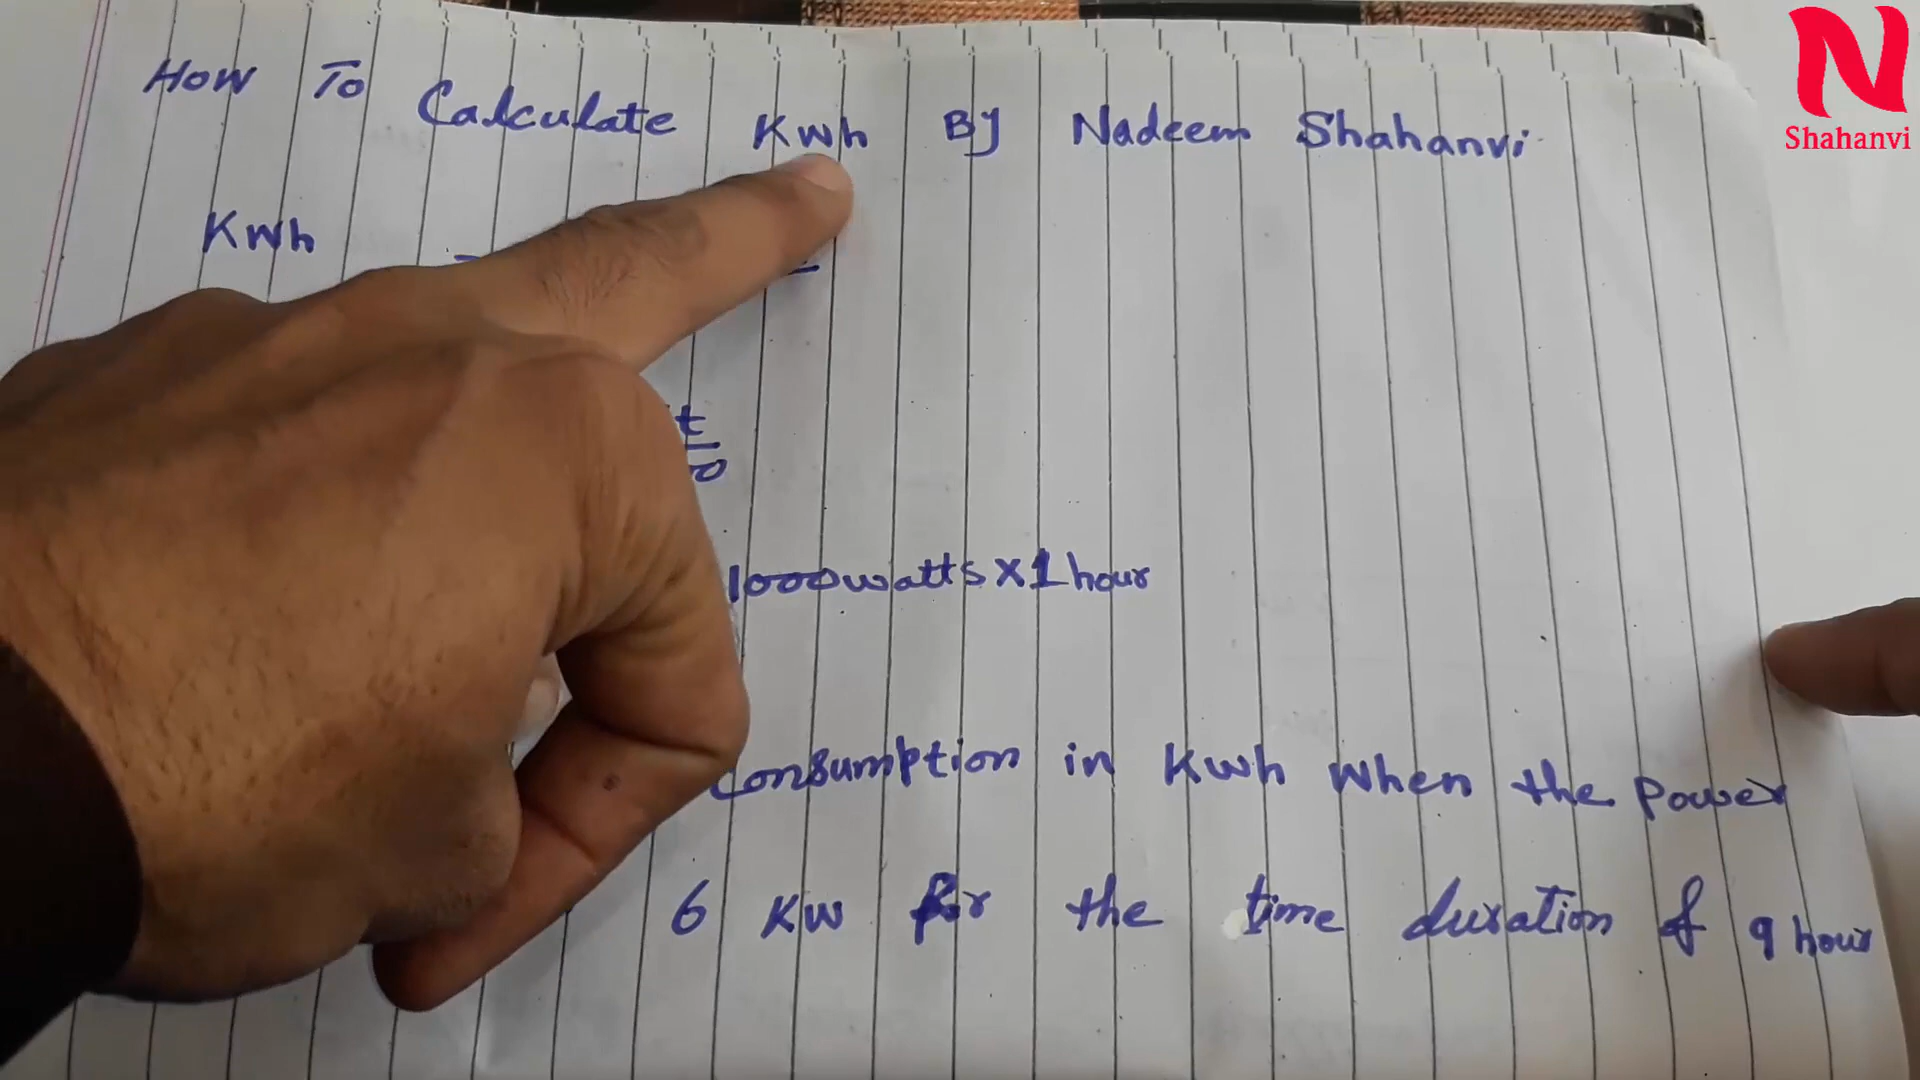 How To Calculate Kwh By Nadeem Shahanvi
Kwh
1000watts x 1 hour
Consumption in Kwh when the power
6 Kw for the time duration of 9 hour
N
Shahanvi